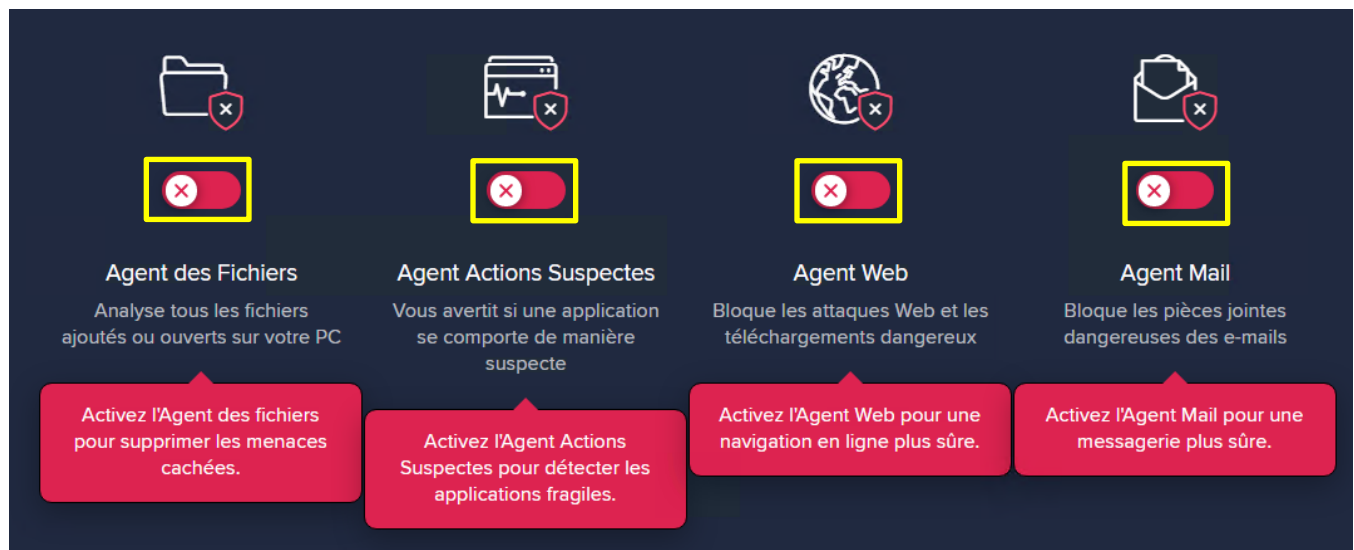 Agent des Fichiers
Analyse tous les fichiers
ajoutés ou ouverts sur votre PC
Activez l'Agent des fichiers
pour supprimer les menaces
cachées.
Agent Actions Suspectes
Vous avertit si une application
se comporte de manière
suspecte
Activez l'Agent Actions
Suspectes pour détecter les
applications fragiles.
Agent Web
Bloque les attaques Web et les
téléchargements dangereux
Activez l'Agent Web pour une
navigation en ligne plus sûre.
Agent Mail
Bloque les pièces jointes
dangereuses des e-mails
Activez l'Agent Mail pour une
messagerie plus sûre.